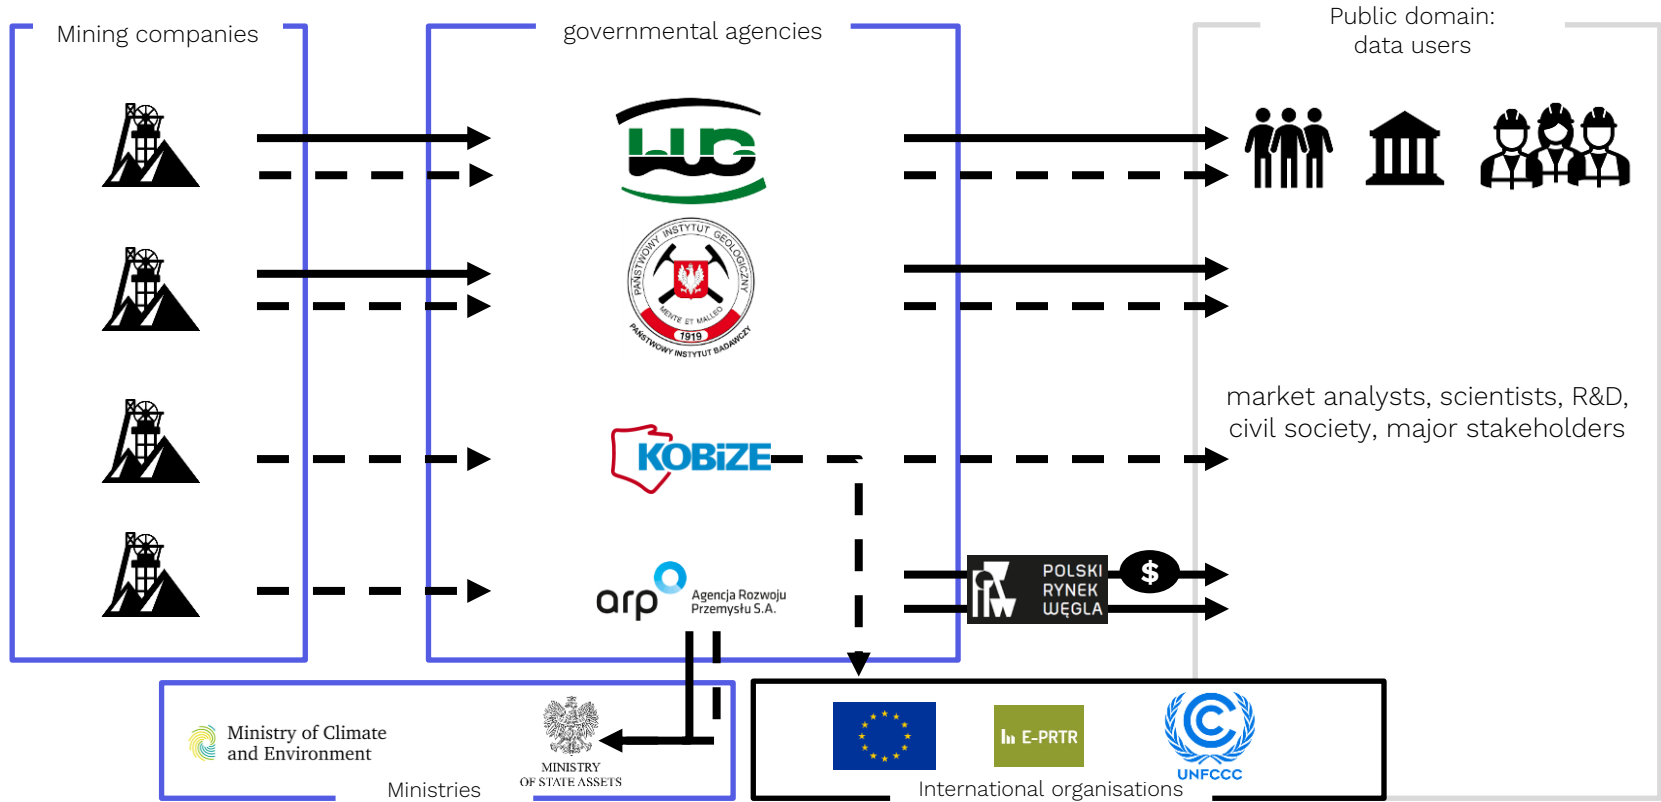 Mining companies
governmental agencies
Public domain:
data users
WUG
PAŃSTWOWY INSTYTUT GEOLOGICZNY
MENTE ET MALLEO
1919
PAŃSTWOWY INSTYTUT BADAWCZY
market analysts, scientists, R&D,
civil society, major stakeholders
KOBiZE
arp
Agencja Rozwoju
Przemysłu S.A.
POLSKI
RYNEK
WĘGLA
$
Ministry of Climate
and Environment
MINISTRY
OF STATE ASSETS
Ministries
E-PRTR
UNFCCC
International organisations